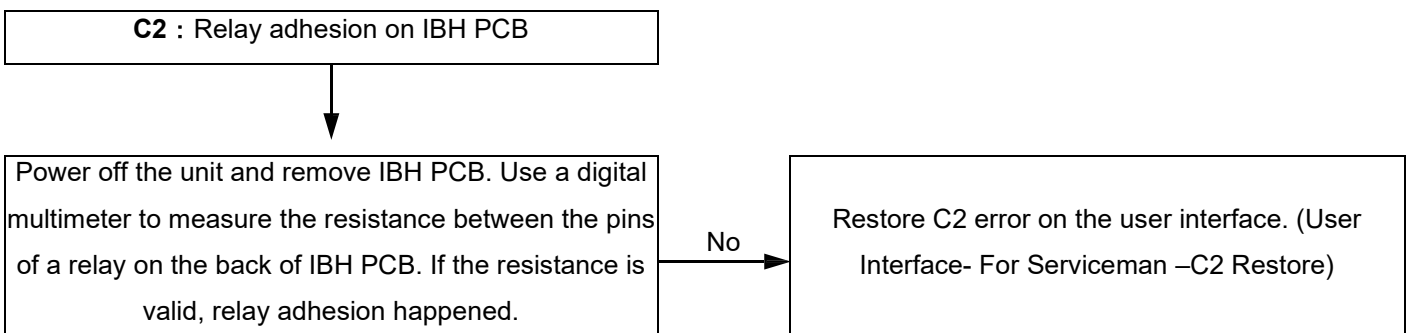 C2：Relay adhesion on IBH PCB
Power off the unit and remove IBH PCB. Use a digital
multimeter to measure the resistance between the pins
of a relay on the back of IBH PCB. If the resistance is
valid, relay adhesion happened.
No
Restore C2 error on the user interface. (User
Interface- For Serviceman –C2 Restore)